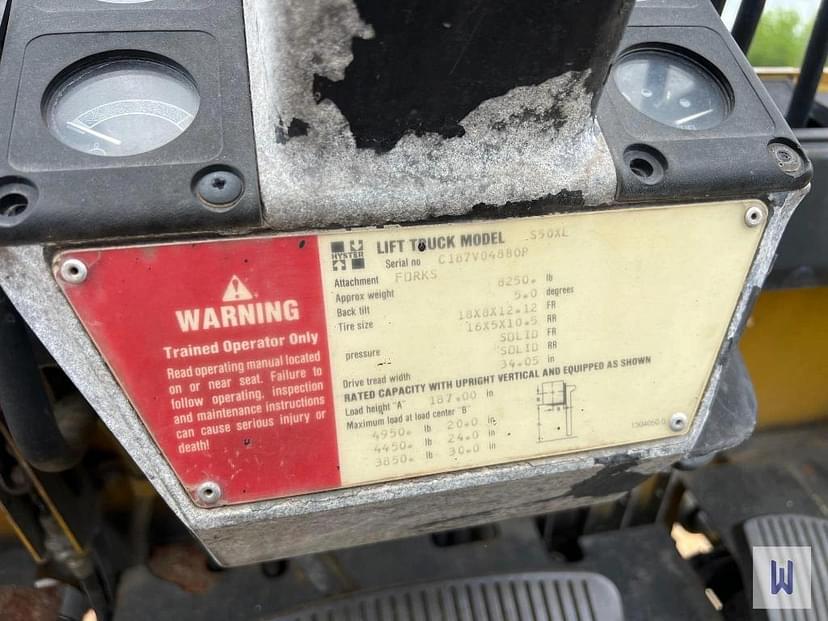 HYSTER
LIFT TRUCK MODEL S50XL
Serial no C187V04880P
Attachment FORKS
Approx weight 8250. lb
Back tilt 5.0 degrees
Tire size 18X8X12.12 FR
16X5X10.5 RR
pressure SOLID FR
SOLID RR
Drive tread width 34.05 in
RATED CAPACITY WITH UPRIGHT VERTICAL AND EQUIPPED AS SHOWN
Load height "A" 187.00 in
Maximum load at load center "B"
4950. lb 20.0 in
4450. lb 24.0 in
3850. lb 30.0 in
WARNING
Trained Operator Only
Read operating manual located
on or near seat. Failure to
follow operating, inspection
and maintenance instructions
can cause serious injury or
death!
W